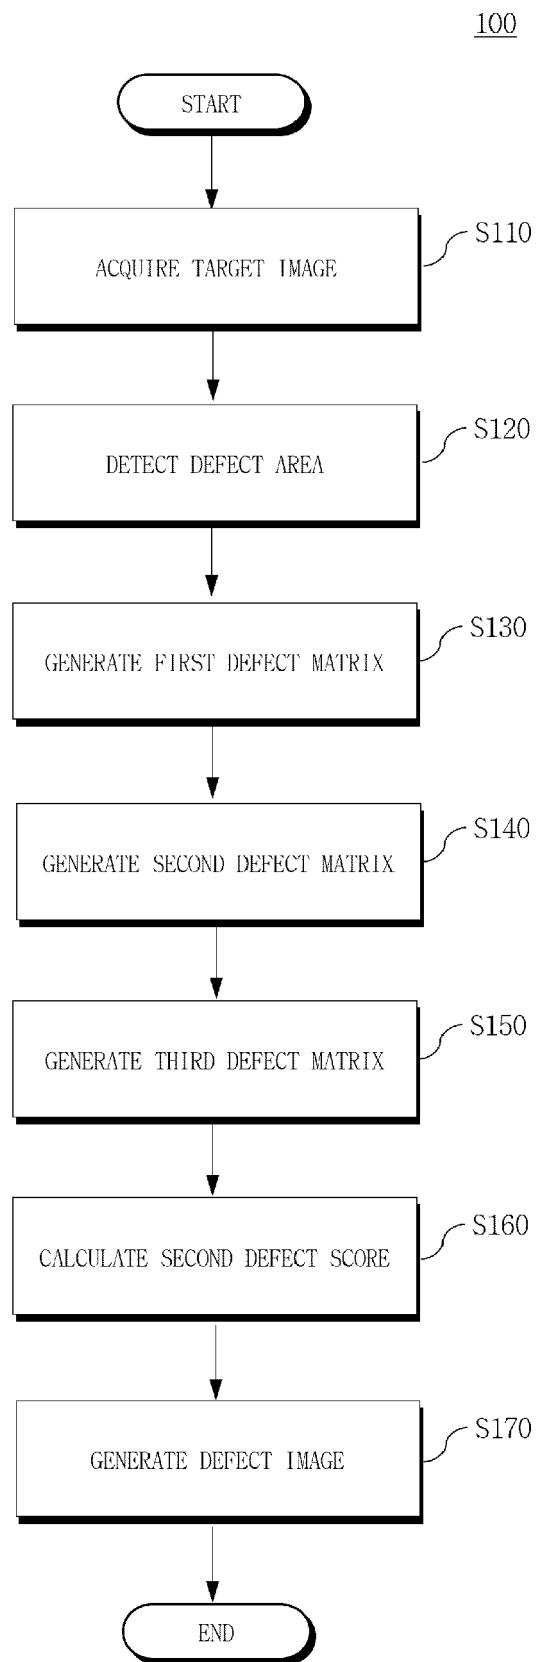 100
START
S110
ACQUIRE TARGET IMAGE
S120
DETECT DEFECT AREA
S130
GENERATE FIRST DEFECT MATRIX
S140
GENERATE SECOND DEFECT MATRIX
S150
GENERATE THIRD DEFECT MATRIX
S160
CALCULATE SECOND DEFECT SCORE
S170
GENERATE DEFECT IMAGE
END